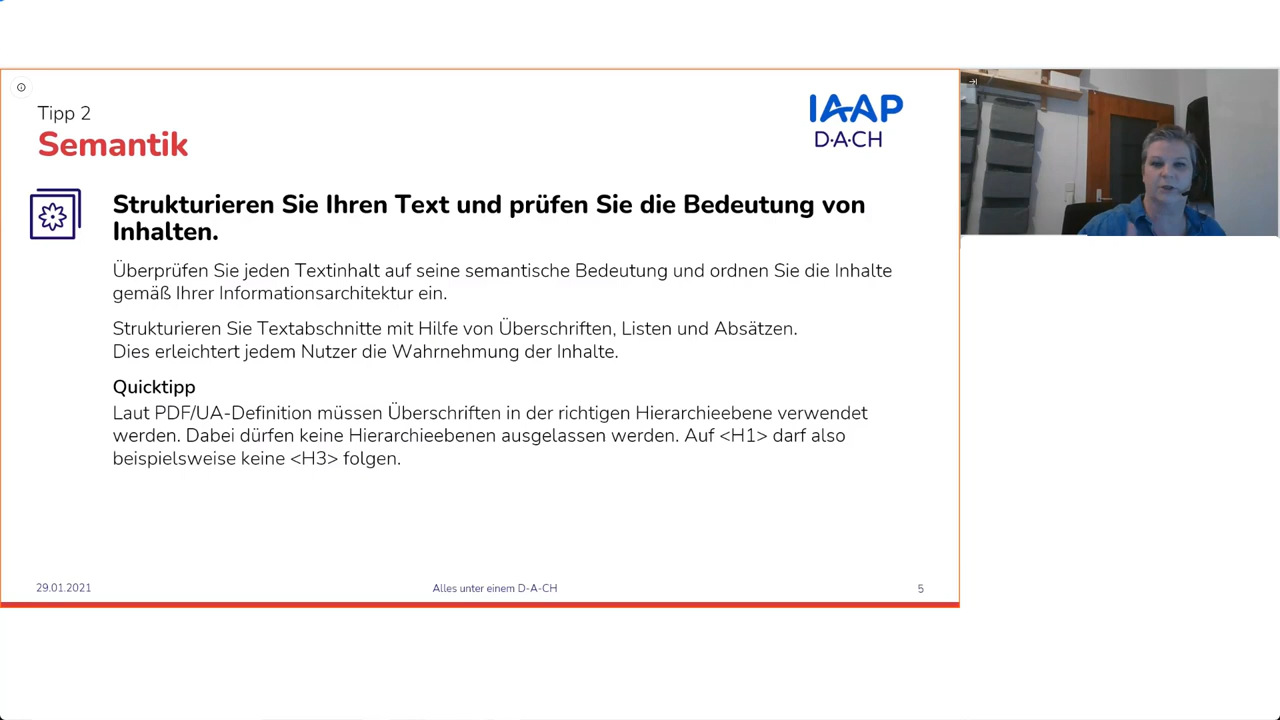 Tipp 2
Semantik
IAAP
D·A·CH
Strukturieren Sie Ihren Text und prüfen Sie die Bedeutung von
Inhalten.
Überprüfen Sie jeden Textinhalt auf seine semantische Bedeutung und ordnen Sie die Inhalte
gemäß Ihrer Informationsarchitektur ein.
Strukturieren Sie Textabschnitte mit Hilfe von Überschriften, Listen und Absätzen.
Dies erleichtert jedem Nutzer die Wahrnehmung der Inhalte.
Quicktipp
Laut PDF/UA-Definition müssen Überschriften in der richtigen Hierarchieebene verwendet
werden. Dabei dürfen keine Hierarchieebenen ausgelassen werden. Auf <H1> darf also
beispielsweise keine <H3> folgen.
29.01.2021
Alles unter einem D-A-CH
5